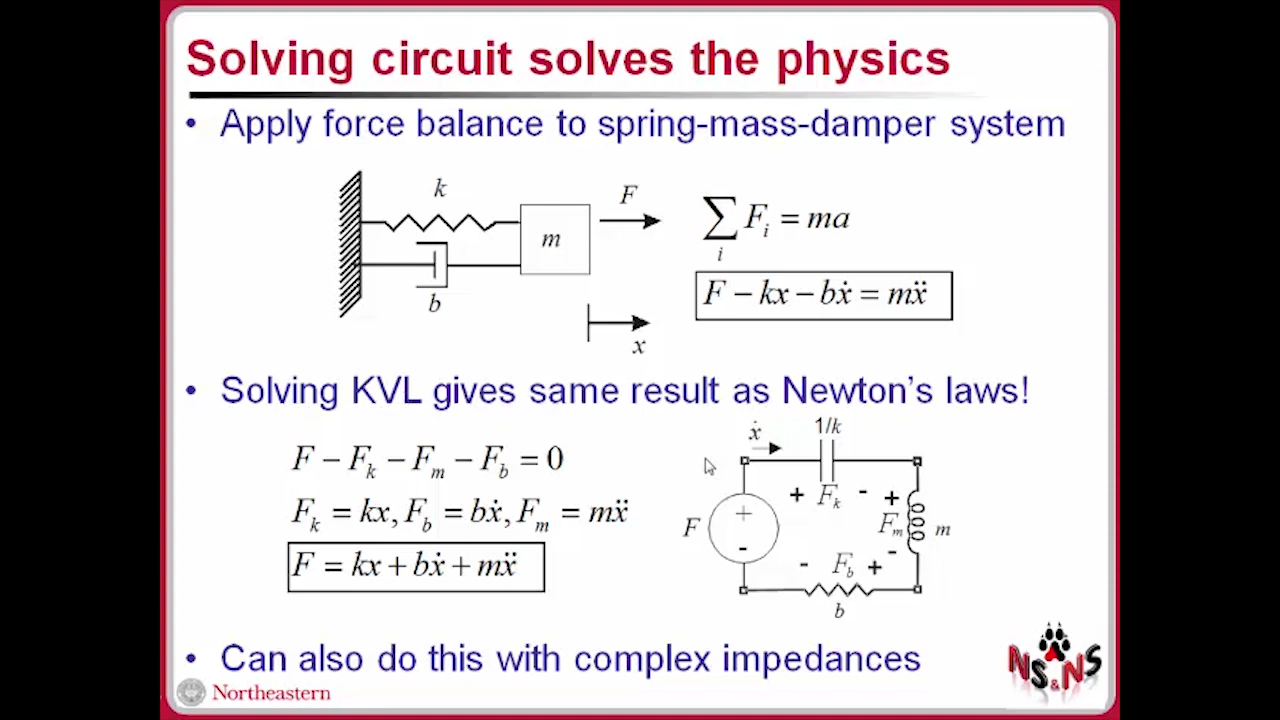 Solving circuit solves the physics
• Apply force balance to spring-mass-damper system
k
F
m
b
x
∑ F_i = ma
i
F − kx − bẋ = mẍ
• Solving KVL gives same result as Newton's laws!
F − F_k − F_m − F_b = 0
F_k = kx, F_b = bẋ, F_m = mẍ
F = kx + bẋ + mẍ
ẋ
1/k
+ F_k -
+
F_m
-
m
F
+
-
- F_b +
b
• Can also do this with complex impedances
Northeastern
NS&NS